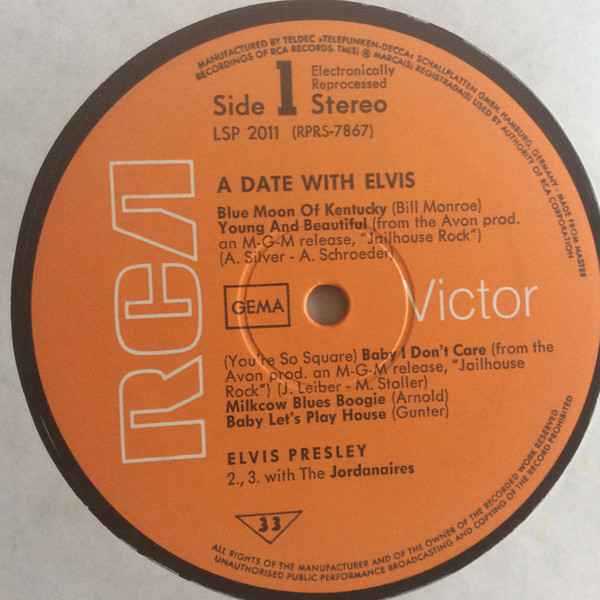 MANUFACTURED BY TELDEC »TELEFUNKEN-DECCA« SCHALLPLATTEN GMBH, HAMBURG, GERMANY - MADE FROM MASTER
RECORDINGS OF RCA RECORDS. TM(S) ® MARCA(S) REGISTRADA(S) USED BY AUTHORITY OF RCA CORPORATION
Side 1 Electronically
Reprocessed
Stereo
LSP 2011 (RPRS-7867)
RCA
A DATE WITH ELVIS
Blue Moon Of Kentucky (Bill Monroe)
Young And Beautiful (from the Avon prod.
an M-G-M release, "Jailhouse Rock")
(A. Silver - A. Schroeder)
GEMA
Victor
(You're So Square) Baby I Don't Care (from the
Avon prod. an M-G-M release, "Jailhouse
Rock") (J. Leiber - M. Stoller)
Milkcow Blues Boogie (Arnold)
Baby Let's Play House (Gunter)
ELVIS PRESLEY
2., 3. with The Jordanaires
33
ALL RIGHTS OF THE MANUFACTURER AND OF THE OWNER OF THE RECORDED WORK RESERVED
UNAUTHORISED PUBLIC PERFORMANCE BROADCASTING AND COPYING OF THE RECORD PROHIBITED